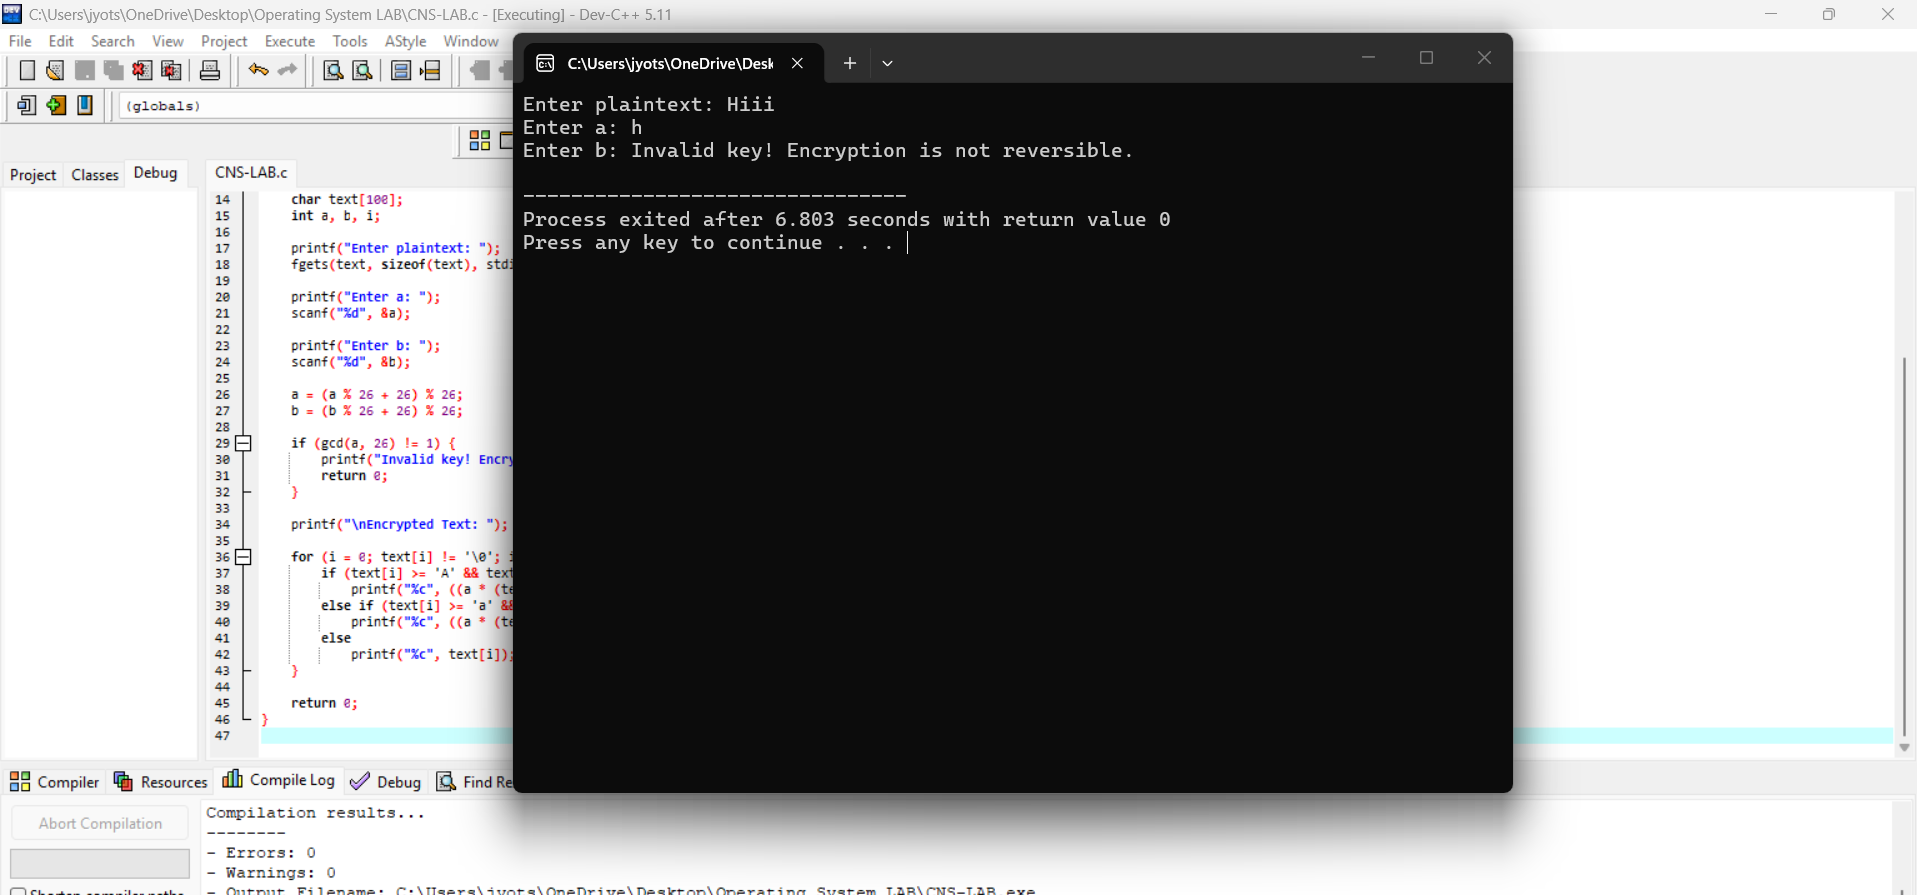 C:\Users\jyots\OneDrive\Desktop\Operating System LAB\CNS-LAB.c - [Executing] - Dev-C++ 5.11
File Edit Search View Project Execute Tools AStyle Window
(globals)
Project Classes Debug
CNS-LAB.c
14 char text[100];
15 int a, b, i;
16
17 printf("Enter plaintext: ");
18 fgets(text, sizeof(text), stdi
19
20 printf("Enter a: ");
21 scanf("%d", &a);
22
23 printf("Enter b: ");
24 scanf("%d", &b);
25
26 a = (a % 26 + 26) % 26;
27 b = (b % 26 + 26) % 26;
28
29 if (gcd(a, 26) != 1) {
30 printf("Invalid key! Encry
31 return 0;
32 }
33
34 printf("\nEncrypted Text: ");
35
36 for (i = 0; text[i] != '\0'; i
37 if (text[i] >= 'A' && text
38 printf("%c", ((a * (te
39 else if (text[i] >= 'a' &&
40 printf("%c", ((a * (te
41 else
42 printf("%c", text[i]);
43 }
44
45 return 0;
46 }
47
C:\Users\jyots\OneDrive\Desk
Enter plaintext: Hiii
Enter a: h
Enter b: Invalid key! Encryption is not reversible.
--------------------------------
Process exited after 6.803 seconds with return value 0
Press any key to continue . . .
Compiler Resources Compile Log Debug Find Re
Abort Compilation
Compilation results...
--------
- Errors: 0
- Warnings: 0
- Output Filename: C:\Users\jyots\OneDrive\Desktop\Operating System LAB\CNS-LAB.exe
Shorten compiler paths